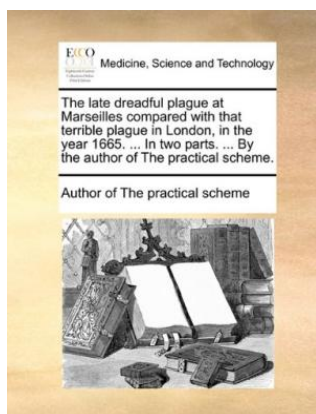 ECCO
Medicine, Science and Technology
The late dreadful plague at
Marseilles compared with that
terrible plague in London, in the
year 1665. ... In two parts. ... By
the author of The practical scheme.
Author of The practical scheme